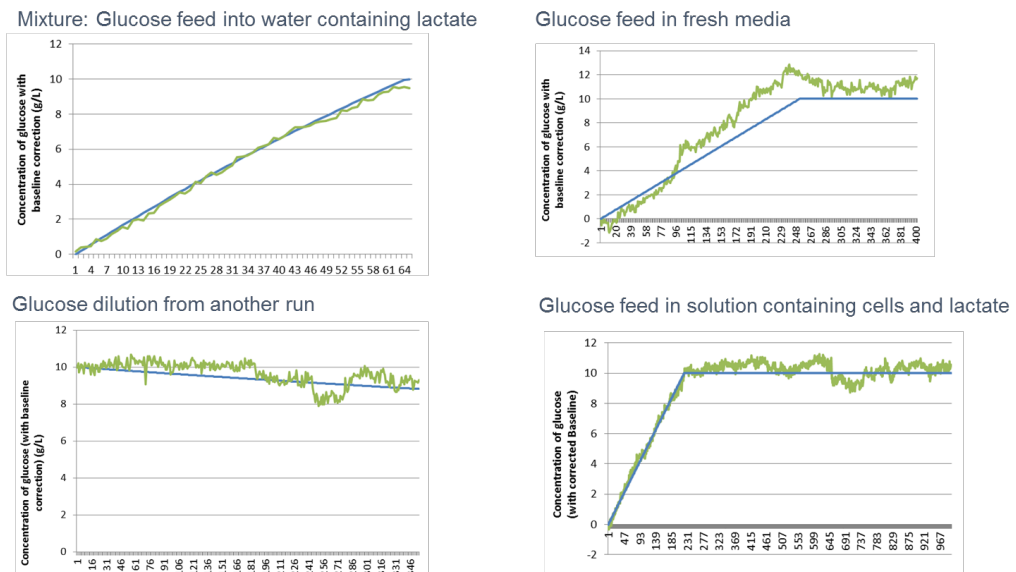 Mixture: Glucose feed into water containing lactate
Concentration of glucose with
baseline correction (g/L)
12
10
8
6
4
2
0
1 4 7 10 13 16 19 22 25 28 31 34 37 40 43 46 49 52 55 58 61 64
Glucose feed in fresh media
Concentration of glucose with
baseline correction (g/L)
14
12
10
8
6
4
2
0
-2
1 20 39 58 77 96 115 134 153 172 191 210 229 248 267 286 305 324 343 362 381 400
Glucose dilution from another run
Concentration of glucose (with baseline
correction) (g/L)
12
10
8
6
4
2
0
1 16 31 46 61 76 91
Glucose feed in solution containing cells and lactate
Concentration of glucose
(with corrected Baseline)
12
10
8
6
4
2
0
-2
1 47 93 139 185 231 277 323 369 415 461 507 553 599 645 691 737 783 829 875 921 967